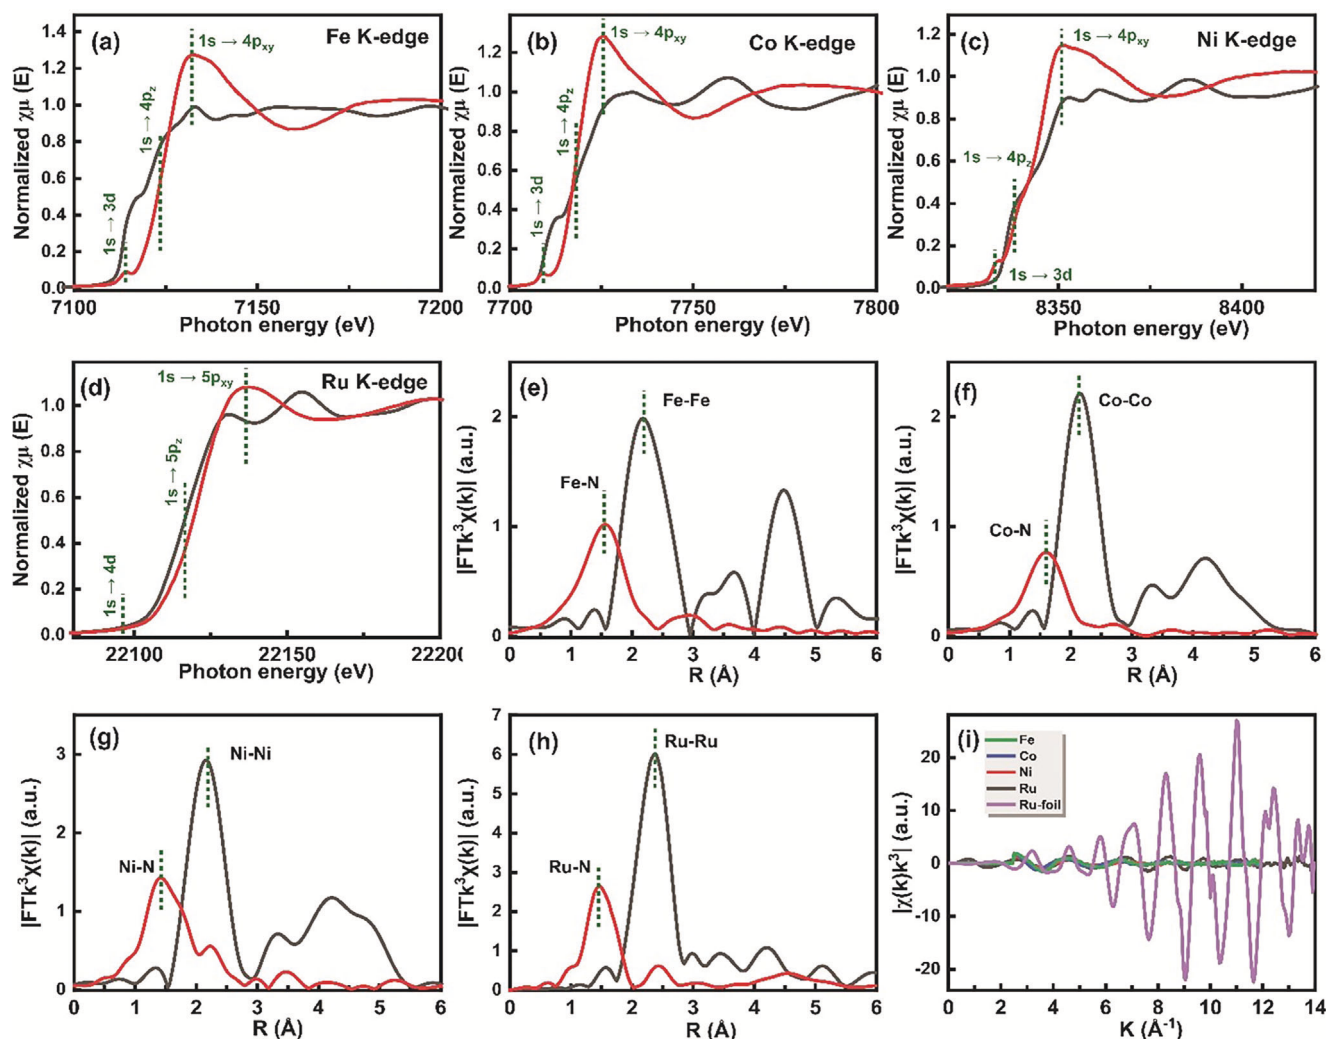 (a)
Fe K-edge
1s → 4p_xy
1s → 4p_z
1s → 3d
Normalized χμ (E)
1.4
1.2
1.0
0.8
0.6
0.4
0.2
0.0
7100
7150
7200
Photon energy (eV)
(b)
Co K-edge
1s → 4p_xy
1s → 4p_z
1s → 3d
Normalized χμ (E)
1.2
1.0
0.8
0.6
0.4
0.2
0.0
7700
7750
7800
Photon energy (eV)
(c)
Ni K-edge
1s → 4p_xy
1s → 4p_z
1s → 3d
Normalized χμ (E)
1.2
1.0
0.8
0.6
0.4
0.2
0.0
8350
8400
Photon energy (eV)
(d)
Ru K-edge
1s → 5p_xy
1s → 5p_z
1s → 4d
Normalized χμ (E)
1.0
0.8
0.6
0.4
0.2
0.0
22100
22150
2220
Photon energy (eV)
(e)
Fe-Fe
Fe-N
|FTk³χ(k)| (a.u.)
2
1
0
0 1 2 3 4 5 6
R (Å)
(f)
Co-Co
Co-N
|FTk³χ(k)| (a.u.)
2
1
0
0 1 2 3 4 5 6
R (Å)
(g)
Ni-Ni
Ni-N
|FTk³χ(k)| (a.u.)
3
2
1
0
0 1 2 3 4 5 6
R (Å)
(h)
Ru-Ru
Ru-N
|FTk³χ(k)| (a.u.)
7
6
5
4
3
2
1
0
0 1 2 3 4 5 6
R (Å)
(i)
Fe
Co
Ni
Ru
Ru-foil
|χ(k)k³| (a.u.)
20
10
0
-10
-20
0 2 4 6 8 10 12 14
K (Å⁻¹)